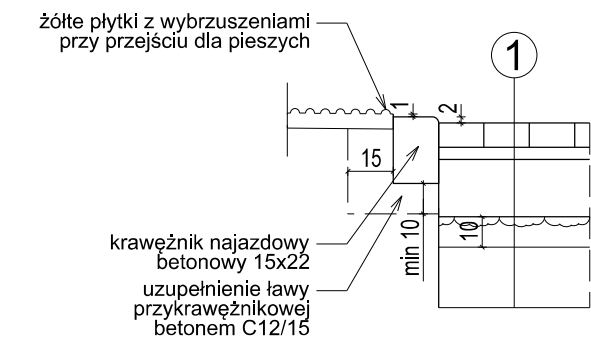 żółte płytki z wybrzuszeniami
przy przejściu dla pieszych
1
1
2
15
krawężnik najazdowy
betonowy 15x22
min 10
10
uzupełnienie ławy
przykrawężnikowej
betonem C12/15